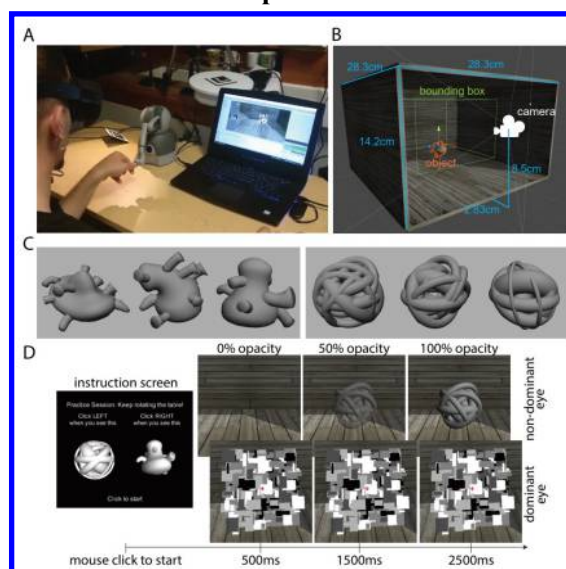 A
B
28.3cm
28.3cm
bounding box
camera
14.2cm
object
8.5cm
2.83cm
C
D
0% opacity
50% opacity
100% opacity
instruction screen
Practice Session: Keep rotating the table!
Click LEFT
when you see this
Click RIGHT
when you see this
Click to start
non-dominant
eye
dominant
eye
mouse click to start
500ms
1500ms
2500ms